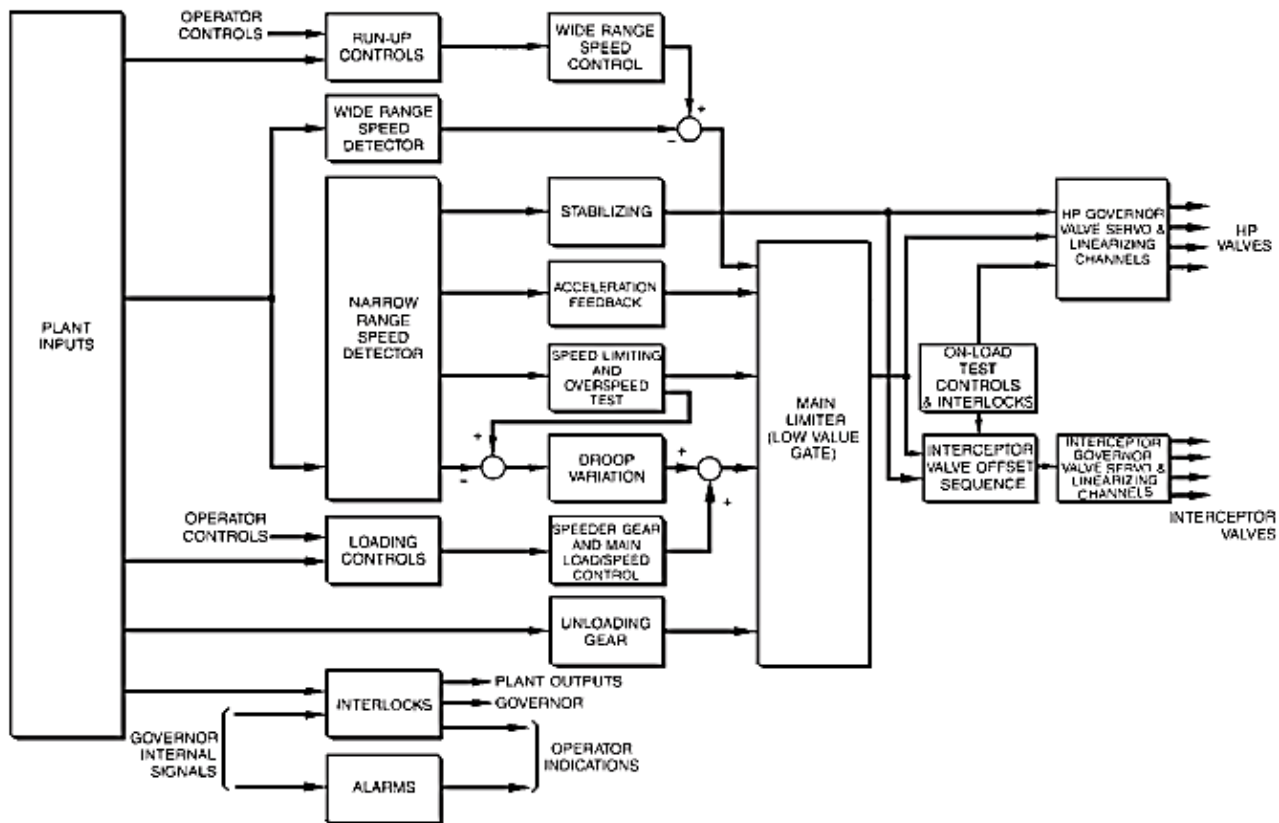 OPERATOR
CONTROLS
RUN-UP
CONTROLS
WIDE RANGE
SPEED
CONTROL
+
-
WIDE RANGE
SPEED
DETECTOR
PLANT
INPUTS
NARROW
RANGE
SPEED
DETECTOR
STABILIZING
ACCELERATION
FEEDBACK
SPEED LIMITING
AND
OVERSPEED
TEST
+
-
DROOP
VARIATION
+
+
OPERATOR
CONTROLS
LOADING
CONTROLS
SPEEDER GEAR
AND MAIN
LOAD/SPEED
CONTROL
UNLOADING
GEAR
MAIN
LIMITER
(LOW VALUE
GATE)
HP GOVERNOR
VALVE SERVO &
LINEARIZING
CHANNELS
HP
VALVES
ON-LOAD
TEST
CONTROLS
& INTERLOCKS
INTERCEPTOR
VALVE OFFSET
SEQUENCE
INTERCEPTOR
GOVERNOR
VALVE SERVO &
LINEARIZING
CHANNELS
INTERCEPTOR
VALVES
INTERLOCKS
PLANT OUTPUTS
GOVERNOR
GOVERNOR
INTERNAL
SIGNALS
OPERATOR
INDICATIONS
ALARMS